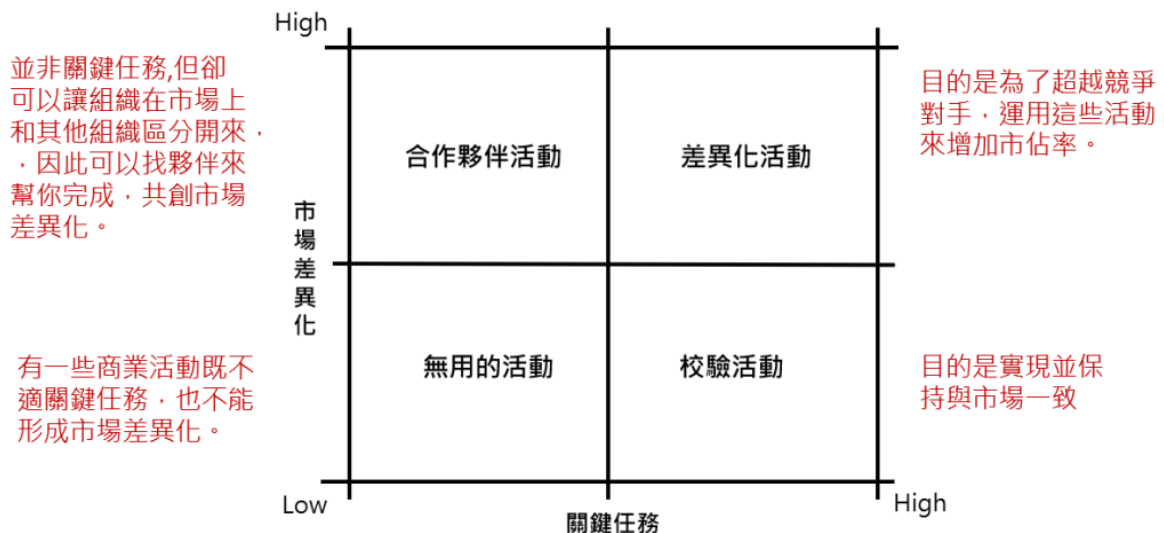 High
並非關鍵任務,但卻
可以讓組織在市場上
和其他組織區分開來，
，因此可以找夥伴來
幫你完成，共創市場
差異化。
目的是為了超越競爭
對手，運用這些活動
來增加市佔率。
合作夥伴活動
差異化活動
市場差異化
有一些商業活動既不
適關鍵任務，也不能
形成市場差異化。
無用的活動
校驗活動
目的是實現並保
持與市場一致
Low
High
關鍵任務